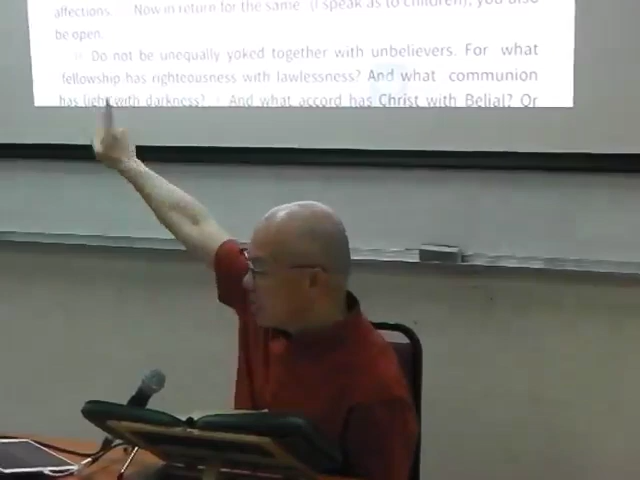 affections. Now in return for the same (I speak as to children), you also
be open.
Do not be unequally yoked together with unbelievers. For what
fellowship has righteousness with lawlessness? And what communion
has light with darkness? And what accord has Christ with Belial? Or